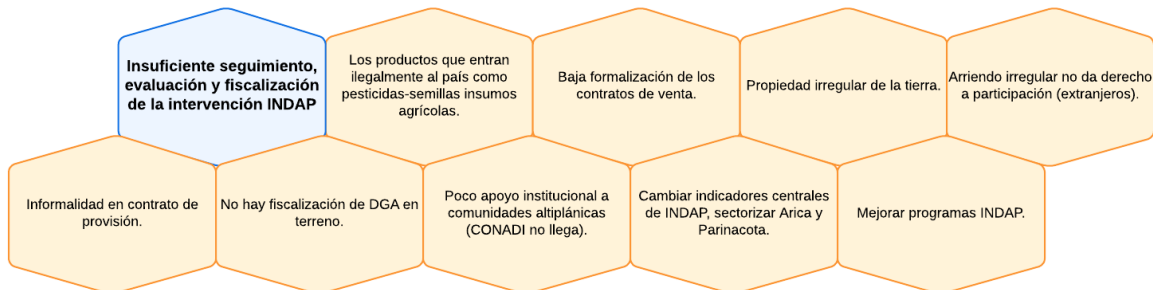 Insuficiente seguimiento,
evaluación y fiscalización
de la intervención INDAP
Los productos que entran
ilegalmente al país como
pesticidas-semillas insumos
agrícolas.
Baja formalización de los
contratos de venta.
Propiedad irregular de la tierra.
Arriendo irregular no da derecho
a participación (extranjeros).
Informalidad en contrato de
provisión.
No hay fiscalización de DGA en
terreno.
Poco apoyo institucional a
comunidades altiplánicas
(CONADI no llega).
Cambiar indicadores centrales
de INDAP, sectorizar Arica y
Parinacota.
Mejorar programas INDAP.